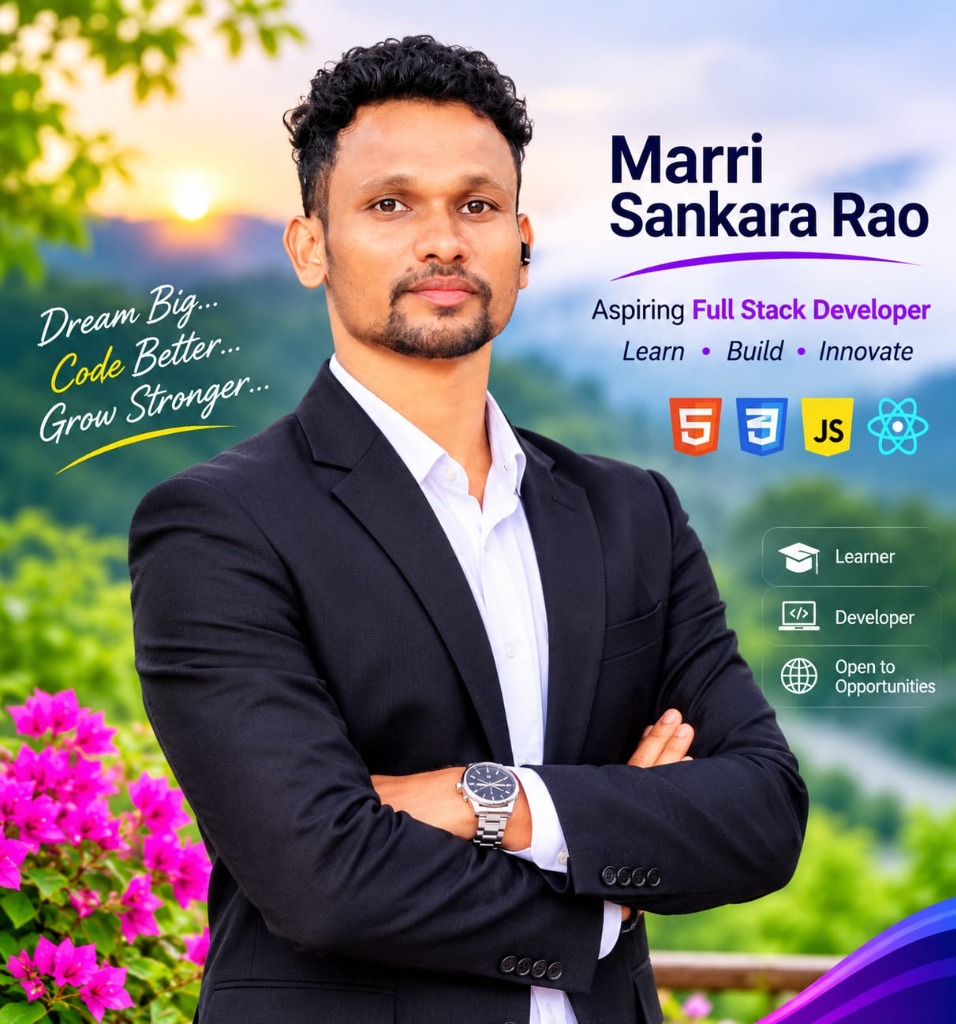 Marri
Sankara Rao
Aspiring Full Stack Developer
Learn • Build • Innovate
Dream Big...
Code Better...
Grow Stronger...
5
3
JS
Learner
</>
Developer
Open to
Opportunities